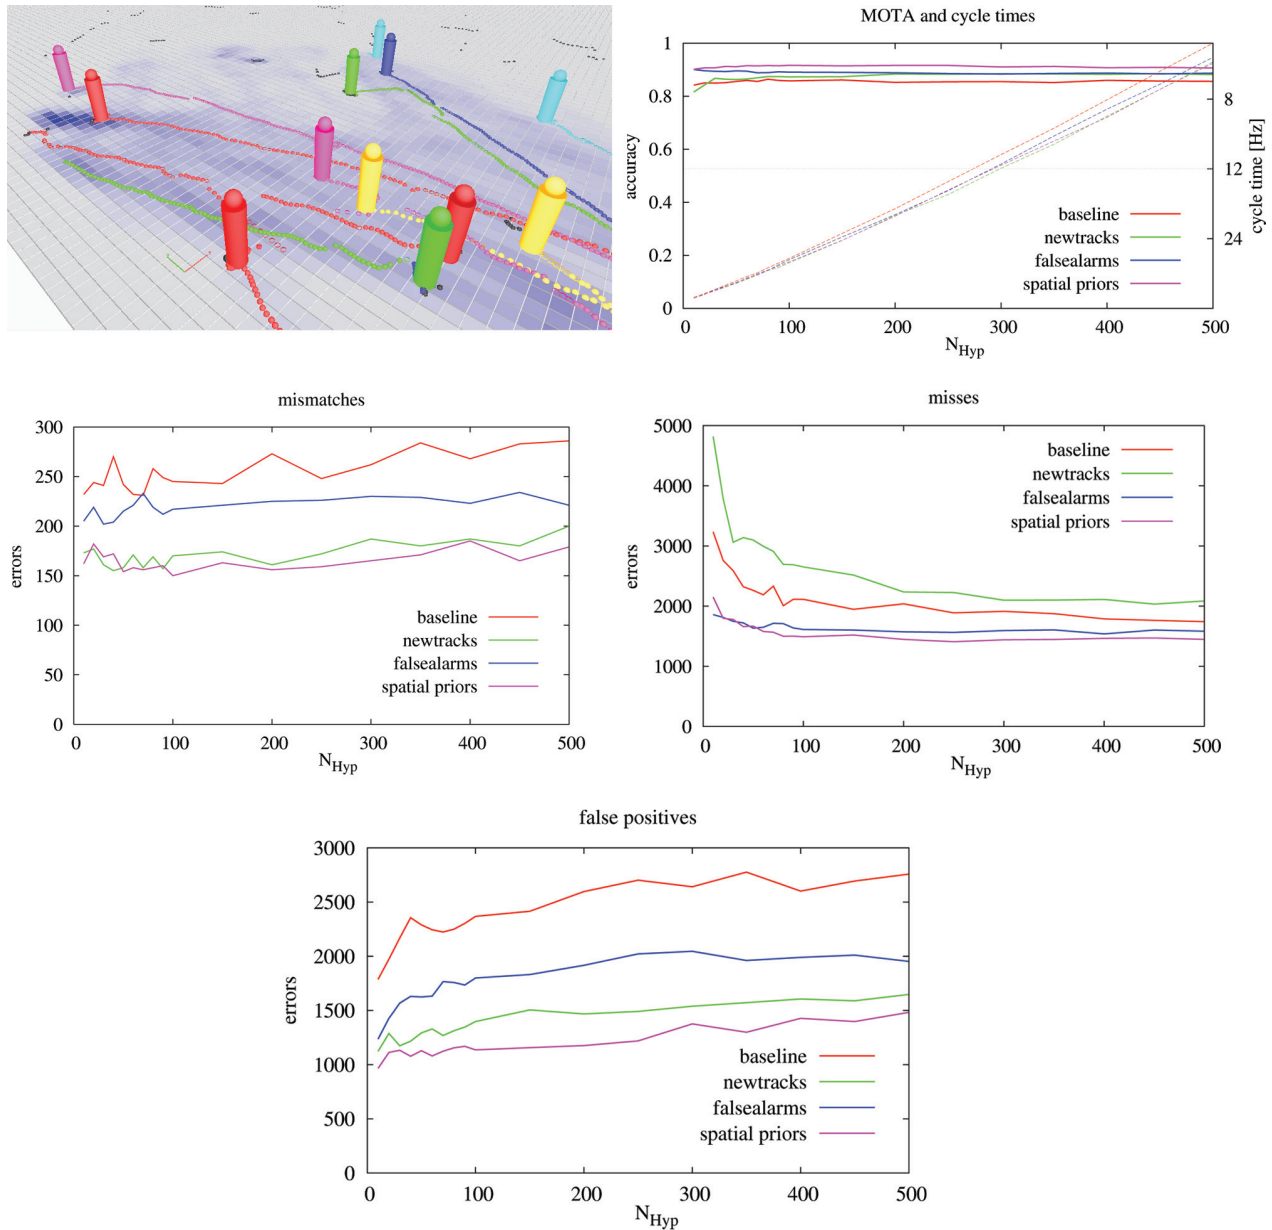 MOTA and cycle times
1
0.8
0.6
0.4
0.2
0
accuracy
8
12
24
cycle time [Hz]
baseline
newtracks
falsealarms
spatial priors
0 100 200 300 400 500
N_Hyp
mismatches
300
250
200
150
100
50
0
errors
baseline
newtracks
falsealarms
spatial priors
0 100 200 300 400 500
N_Hyp
misses
5000
4000
3000
2000
1000
0
errors
baseline
newtracks
falsealarms
spatial priors
0 100 200 300 400 500
N_Hyp
false positives
3000
2500
2000
1500
1000
500
0
errors
baseline
newtracks
falsealarms
spatial priors
0 100 200 300 400 500
N_Hyp